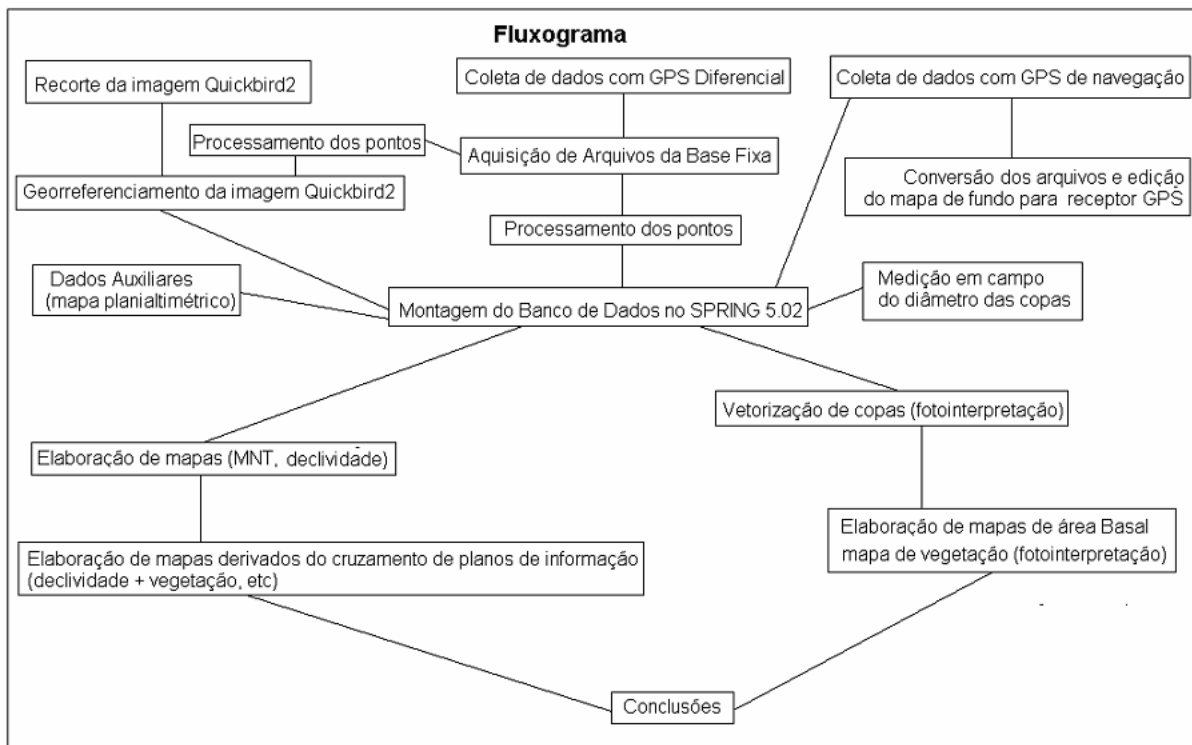 Fluxograma
Recorte da imagem Quickbird2
Coleta de dados com GPS Diferencial
Coleta de dados com GPS de navegação
Processamento dos pontos
Aquisição de Arquivos da Base Fixa
Georreferenciamento da imagem Quickbird2
Conversão dos arquivos e edição
do mapa de fundo para receptor GPS
Processamento dos pontos
Dados Auxiliares
(mapa planialtimétrico)
Medição em campo
do diâmetro das copas
Montagem do Banco de Dados no SPRING 5.02
Vetorização de copas (fotointerpretação)
Elaboração de mapas (MNT, declividade)
Elaboração de mapas de área Basal
mapa de vegetação (fotointerpretação)
Elaboração de mapas derivados do cruzamento de planos de informação
(declividade + vegetação, etc)
Conclusões